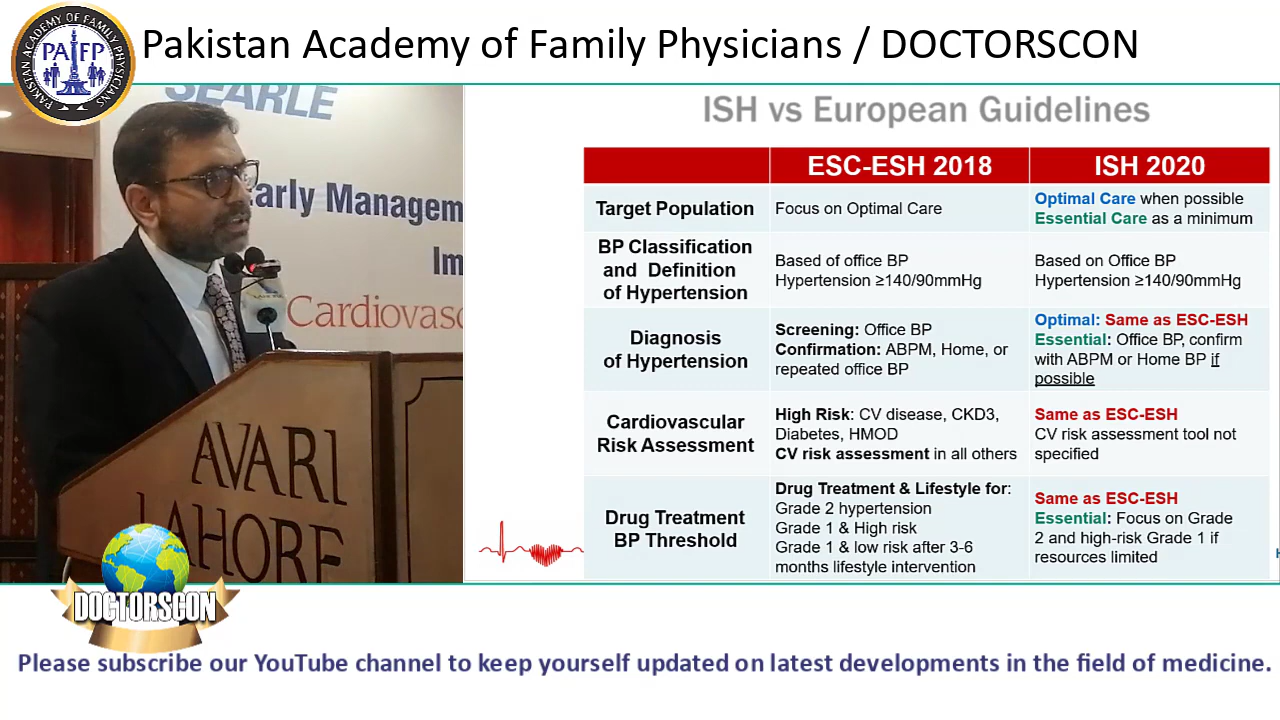 Pakistan Academy of Family Physicians / DOCTORSCON
PAKISTAN ACADEMY OF FAMILY PHYSICIANS
PAFP
SEARLE
Early Managem
Im
Cardiovasc
AVARI
LAHORE
ISH vs European Guidelines
ESC-ESH 2018
ISH 2020
Target Population
Focus on Optimal Care
Optimal Care when possible
Essential Care as a minimum
BP Classification
and Definition
of Hypertension
Based of office BP
Hypertension ≥140/90mmHg
Based on Office BP
Hypertension ≥140/90mmHg
Diagnosis
of Hypertension
Screening: Office BP
Confirmation: ABPM, Home, or
repeated office BP
Optimal: Same as ESC-ESH
Essential: Office BP, confirm
with ABPM or Home BP if
possible
Cardiovascular
Risk Assessment
High Risk: CV disease, CKD3,
Diabetes, HMOD
CV risk assessment in all others
Same as ESC-ESH
CV risk assessment tool not
specified
Drug Treatment
BP Threshold
Drug Treatment & Lifestyle for:
Grade 2 hypertension
Grade 1 & High risk
Grade 1 & low risk after 3-6
months lifestyle intervention
Same as ESC-ESH
Essential: Focus on Grade
2 and high-risk Grade 1 if
resources limited
DOCTORSCON
Please subscribe our YouTube channel to keep yourself updated on latest developments in the field of medicine.